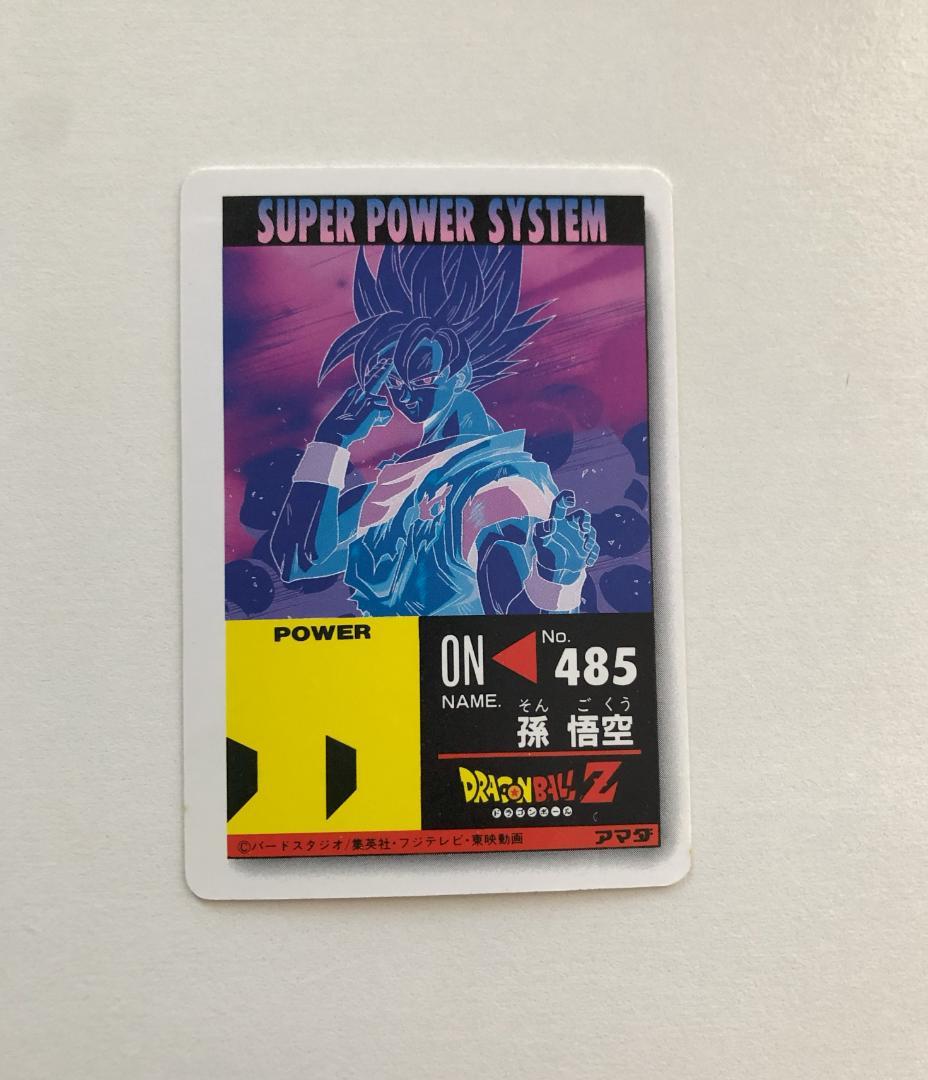 SUPER POWER SYSTEM
POWER
ON
No.
485
NAME.
そん ご くう
孫 悟空
DRAGON BALL Z
ドラゴンボール
©バードスタジオ/集英社・フジテレビ・東映動画
アマダ